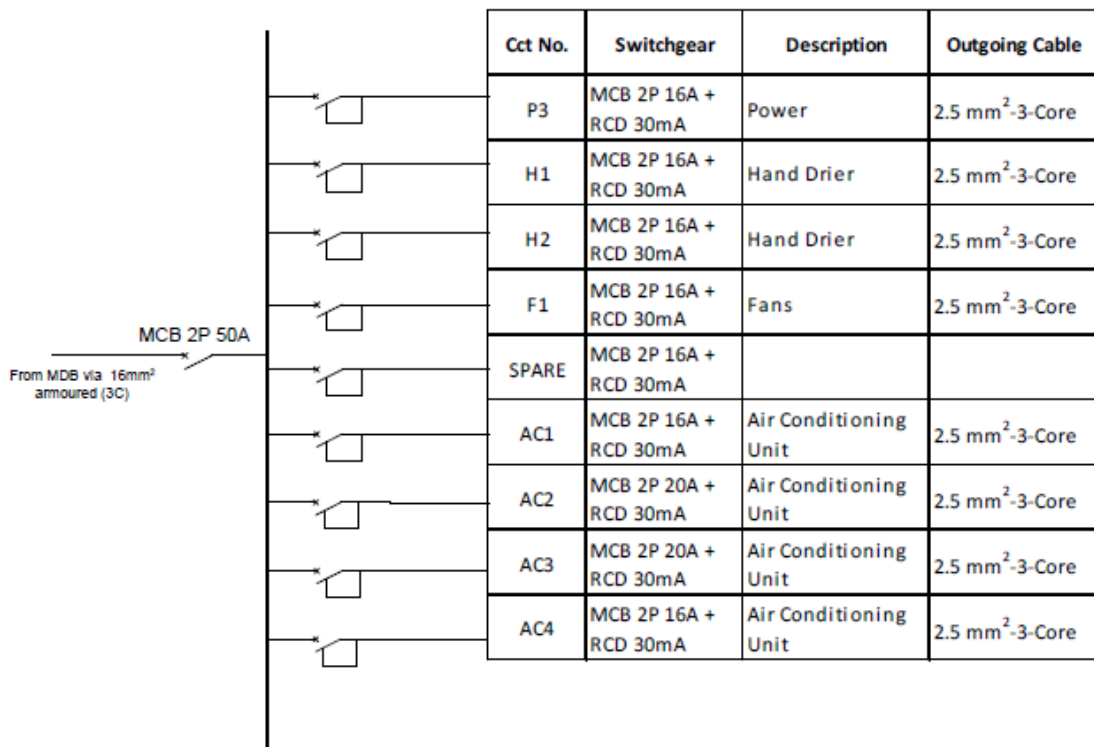 Cct No. Switchgear Description Outgoing Cable
P3 MCB 2P 16A + RCD 30mA Power 2.5 mm²-3-Core
H1 MCB 2P 16A + RCD 30mA Hand Drier 2.5 mm²-3-Core
H2 MCB 2P 16A + RCD 30mA Hand Drier 2.5 mm²-3-Core
F1 MCB 2P 16A + RCD 30mA Fans 2.5 mm²-3-Core
MCB 2P 50A
From MDB via 16mm²
armoured (3C)
SPARE MCB 2P 16A + RCD 30mA
AC1 MCB 2P 16A + RCD 30mA Air Conditioning Unit 2.5 mm²-3-Core
AC2 MCB 2P 20A + RCD 30mA Air Conditioning Unit 2.5 mm²-3-Core
AC3 MCB 2P 20A + RCD 30mA Air Conditioning Unit 2.5 mm²-3-Core
AC4 MCB 2P 16A + RCD 30mA Air Conditioning Unit 2.5 mm²-3-Core